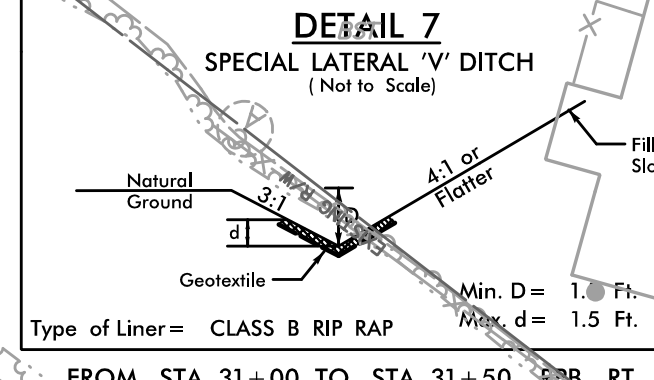 DETAIL 7
BST
SPECIAL LATERAL 'V' DITCH
( Not to Scale)
Natural
Ground
3:1
4:1 or
Flatter
Fill
D
d
EXISTING R/W
A
Geotextile
Min. D= Ft.
Max. d= 1.5 Ft.
Type of Liner= CLASS B RIP RAP
FROM STA 31+00 TO STA 31+50 RT